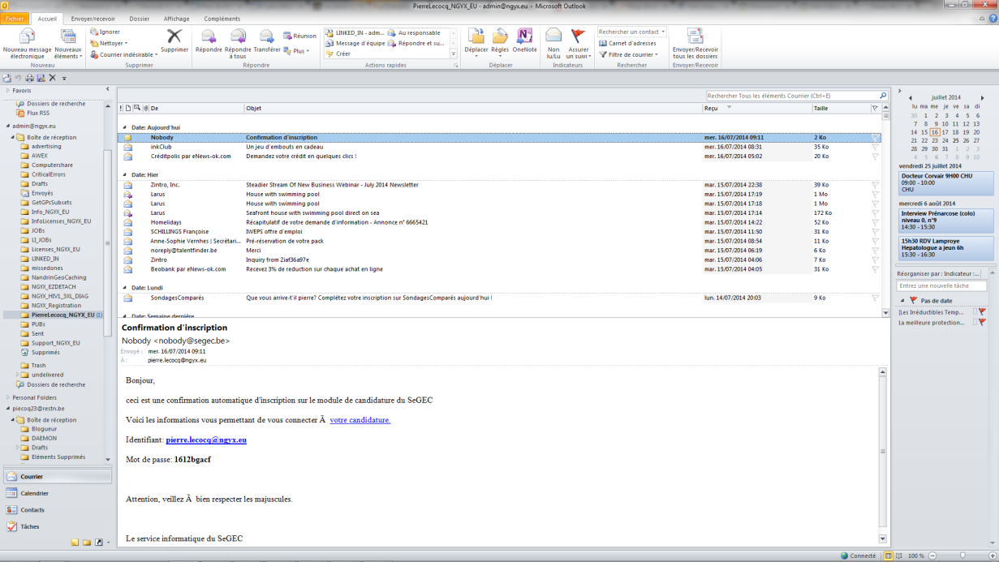 PierreLecocq_NGYX_EU - admin@ngyx.eu - Microsoft Outlook
Fichier Accueil Envoyer/recevoir Dossier Affichage Compléments
Nouveau message électronique Nouveaux éléments Nouveau
Ignorer Nettoyer Courrier indésirable Supprimer Supprimer
Répondre Répondre à tous Transférer Réunion Plus Répondre
LINKED_IN - adm... Au responsable
Message d'équipe Répondre et su...
Créer
Actions rapides
Déplacer Règles OneNote Déplacer
Non lu/Lu Assurer un suivi Indicateurs
Rechercher un contact
Carnet d'adresses
Filtre de courrier
Rechercher
Envoyer/Recevoir tous les dossiers
Envoyer/Recevoir
Favoris
Dossiers de recherche
Flux RSS
admin@ngyx.eu
Boîte de réception
advertising
AWEX
Computershare
CriticalErrors
Drafts
Envoyés
GetGPsSubsets
Info_NGYX_EU
InfoLicenses_NGYX_EU
JOBs
LI_JOBs
Licenses_NGYX_EU
LINKED_IN
missedones
NandrinGeoCaching
NGYX_EZDETACH
NGYX_HIV1_3XL_DIAG
NGYX_Registration
PierreLecocq_NGYX_EU (1)
PUBs
Sent
Support_NGYX_EU
Supprimés
Trash
undelivered
Dossiers de recherche
Personal Folders
piecoq23@restn.be
Boîte de réception
Blogueur
DAEMON
Drafts
Eléments Supprimés
Courrier
Calendrier
Contacts
Tâches
Rechercher Tous les éléments Courrier (Ctrl+E)
! De Objet Reçu Taille
Date: Aujourd'hui
Nobody Confirmation d'inscription mer. 16/07/2014 09:11 2 Ko
inkClub Un jeu d'embouts en cadeau mer. 16/07/2014 08:31 35 Ko
Créditpolis par eNews-ok.com Demandez votre crédit en quelques clics ! mer. 16/07/2014 05:02 20 Ko
Date: Hier
Zintro, Inc. Steadier Stream Of New Business Webinar - July 2014 Newsletter mar. 15/07/2014 22:38 39 Ko
Larus House with swimming pool mar. 15/07/2014 17:19 1 Mo
Larus House with swimming pool mar. 15/07/2014 17:18 1 Mo
Larus Seafront house with swimming pool direct on sea mar. 15/07/2014 17:14 172 Ko
Homelidays Récapitulatif de votre demande d'information - Annonce n° 6665421 mar. 15/07/2014 14:22 52 Ko
SCHILLINGS Françoise IWEPS offre d'emploi mar. 15/07/2014 11:50 31 Ko
Anne-Sophie Vernhes | Secrétari... Pré-réservation de votre pack mar. 15/07/2014 08:54 11 Ko
noreply@talentfinder.be Merci mar. 15/07/2014 06:19 6 Ko
Zintro Inquiry from Ziaf36a97e mar. 15/07/2014 04:06 7 Ko
Beobank par eNews-ok.com Recevez 3% de reduction sur chaque achat en ligne mar. 15/07/2014 04:05 31 Ko
Date: Lundi
SondagesComparés Que vous arrive-t'il pierre? Complétez votre inscription sur SondagesComparés aujourd'hui ! lun. 14/07/2014 20:03 9 Ko
Date: Semaine dernière
Confirmation d'inscription
Nobody <nobody@segec.be>
Envoyé : mer. 16/07/2014 09:11
À : pierre.lecocq@ngyx.eu
Bonjour,
ceci est une confirmation automatique d'inscription sur le module de candidature du SeGEC
Voici les informations vous permettant de vous connecter Ã votre candidature.
Identifiant: pierre.lecocq@ngyx.eu
Mot de passe: 1612bgacf
Attention, veillez Ã bien respecter les majuscules.
Le service informatique du SeGEC
juillet 2014
lu ma me je ve sa di
30 1 2 3 4 5 6
7 8 9 10 11 12 13
14 15 16 17 18 19 20
21 22 23 24 25 26 27
28 29 30 31 1 2 3
4 5 6 7 8 9 10
vendredi 25 juillet 2014
Docteur Corvair 9H00 CHU
09:00 - 10:00
CHU
mercredi 6 août 2014
Interview Prénarcose (colo)
niveau 0, n°9
14:30 - 15:30
15h30 RDV Lamproye
Hepatologue a jeun 6h
15:30 - 16:30
Réorganiser par : Indicateur :...
Entrez une nouvelle tâche
Pas de date
[Les Irréductibles Temp...
La meilleure protection...
Connecté 100 %